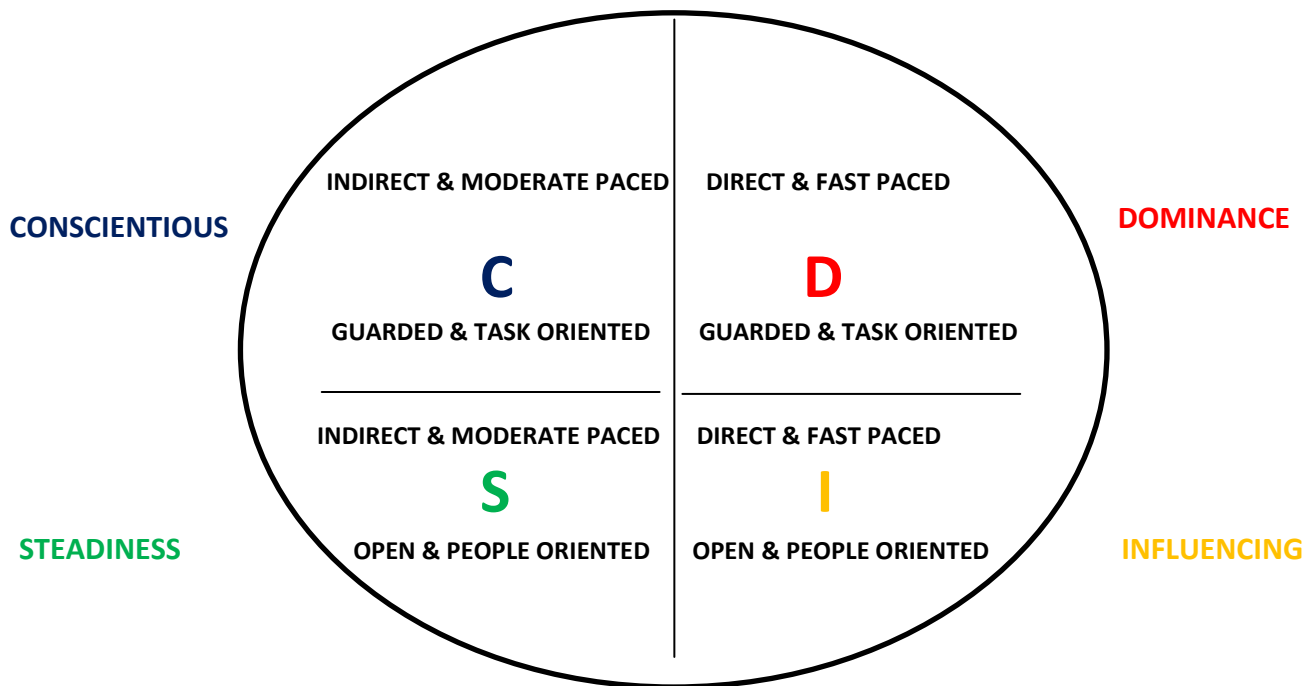 INDIRECT & MODERATE PACED
DIRECT & FAST PACED
CONSCIENTIOUS
DOMINANCE
C
D
GUARDED & TASK ORIENTED
GUARDED & TASK ORIENTED
INDIRECT & MODERATE PACED
DIRECT & FAST PACED
S
I
STEADINESS
OPEN & PEOPLE ORIENTED
OPEN & PEOPLE ORIENTED
INFLUENCING